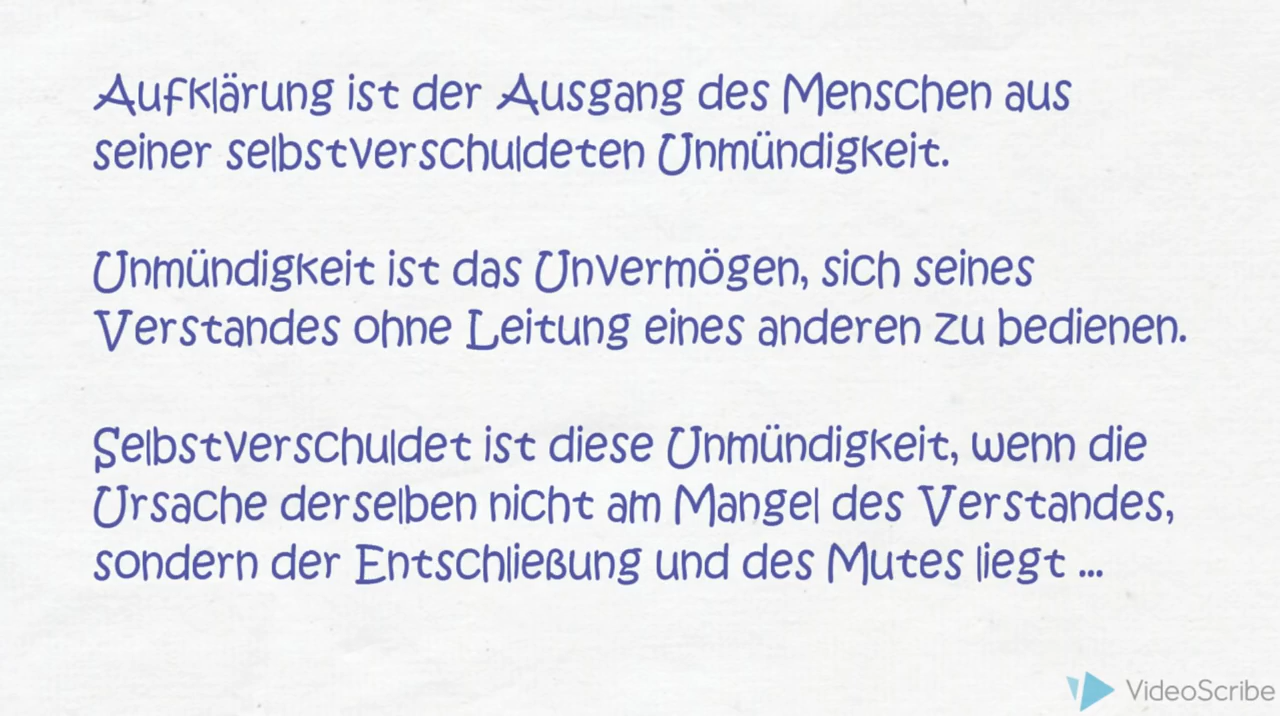 Aufklärung ist der Ausgang des Menschen aus
seiner selbstverschuldeten Unmündigkeit.
Unmündigkeit ist das Unvermögen, sich seines
Verstandes ohne Leitung eines anderen zu bedienen.
Selbstverschuldet ist diese Unmündigkeit, wenn die
Ursache derselben nicht am Mangel des Verstandes,
sondern der Entschließung und des Mutes liegt ...
VideoScribe